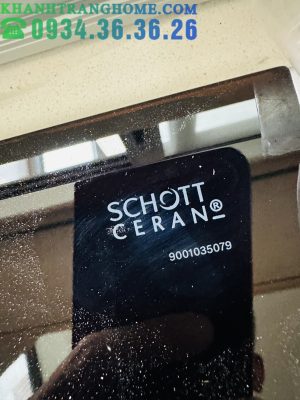 KHANHTRANGHOME.COM
☎0934.36.36.26
SCHOTT
CERAN®
9001035079